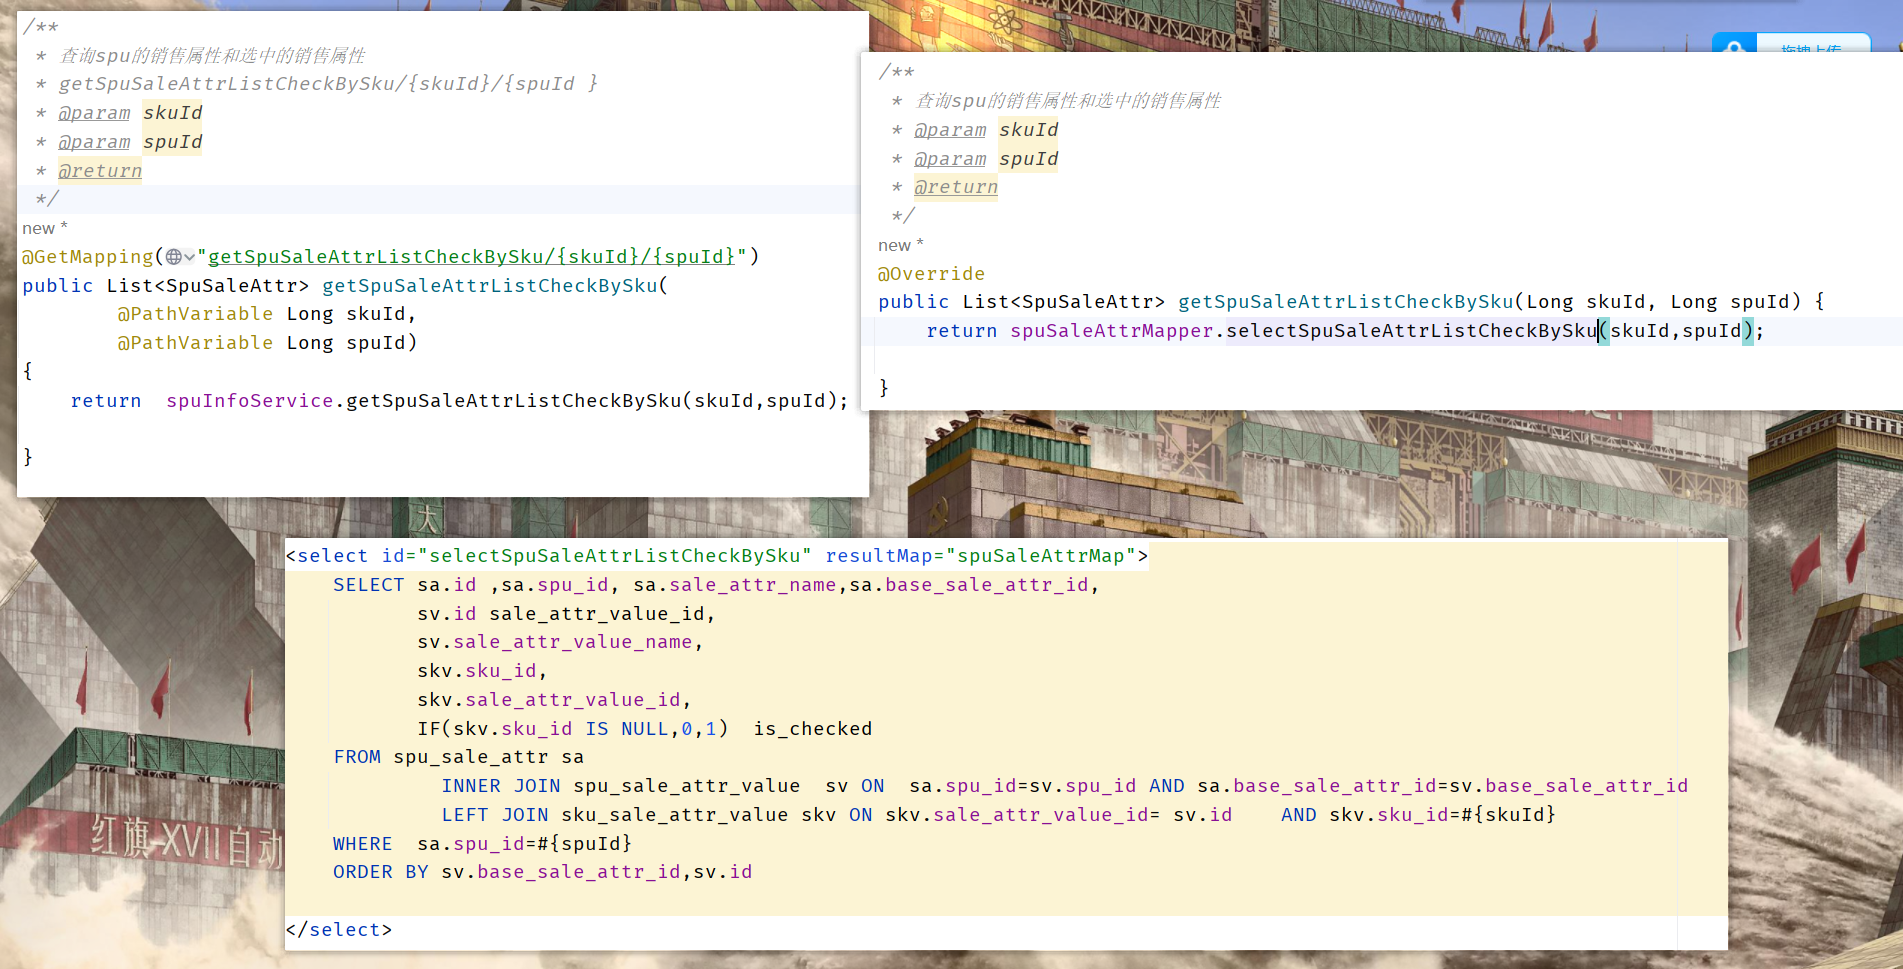 /**
 * 查询spu的销售属性和选中的销售属性
 * getSpuSaleAttrListCheckBySku/{skuId}/{spuId }
 * @param skuId
 * @param spuId
 * @return
 */
new *
@GetMapping("getSpuSaleAttrListCheckBySku/{skuId}/{spuId}")
public List<SpuSaleAttr> getSpuSaleAttrListCheckBySku(
        @PathVariable Long skuId,
        @PathVariable Long spuId)
{
    return  spuInfoService.getSpuSaleAttrListCheckBySku(skuId,spuId);
}
拖拽上传
/**
 * 查询spu的销售属性和选中的销售属性
 * @param skuId
 * @param spuId
 * @return
 */
new *
@Override
public List<SpuSaleAttr> getSpuSaleAttrListCheckBySku(Long skuId, Long spuId) {
    return spuSaleAttrMapper.selectSpuSaleAttrListCheckBySku(skuId,spuId);
}
大
<select id="selectSpuSaleAttrListCheckBySku" resultMap="spuSaleAttrMap">
    SELECT sa.id ,sa.spu_id, sa.sale_attr_name,sa.base_sale_attr_id,
           sv.id sale_attr_value_id,
           sv.sale_attr_value_name,
           skv.sku_id,
           skv.sale_attr_value_id,
           IF(skv.sku_id IS NULL,0,1)  is_checked
    FROM spu_sale_attr sa
             INNER JOIN spu_sale_attr_value  sv ON  sa.spu_id=sv.spu_id AND sa.base_sale_attr_id=sv.base_sale_attr_id
             LEFT JOIN sku_sale_attr_value skv ON skv.sale_attr_value_id= sv.id    AND skv.sku_id=#{skuId}
    WHERE  sa.spu_id=#{spuId}
    ORDER BY sv.base_sale_attr_id,sv.id
</select>
红旗-XVII自动